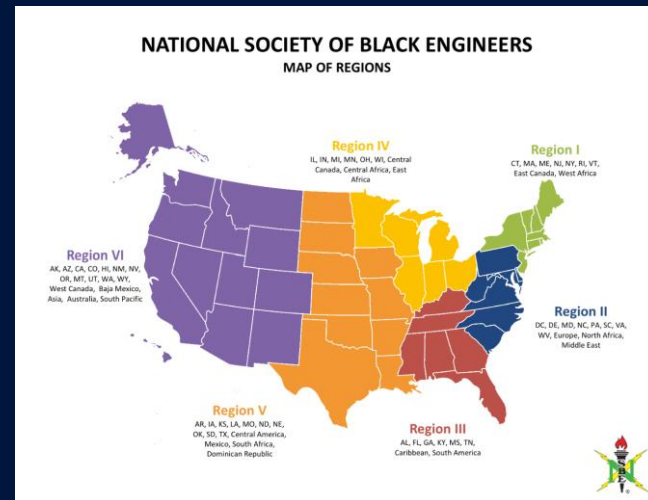 NATIONAL SOCIETY OF BLACK ENGINEERS
MAP OF REGIONS
Region IV
IL, IN, MI, MN, OH, WI, Central
Canada, Central Africa, East
Africa
Region I
CT, MA, ME, NJ, NY, RI, VT,
East Canada, West Africa
Region VI
AK, AZ, CA, CO, HI, NM, NV,
OR, MT, UT, WA, WY,
West Canada, Baja Mexico,
Asia, Australia, South Pacific
Region II
DC, DE, MD, NC, PA, SC, VA,
WV, Europe, North Africa,
Middle East
Region V
AR, IA, KS, LA, MO, ND, NE,
OK, SD, TX, Central America,
Mexico, South Africa,
Dominican Republic
Region III
AL, FL, GA, KY, MS, TN,
Caribbean, South America
NSBE